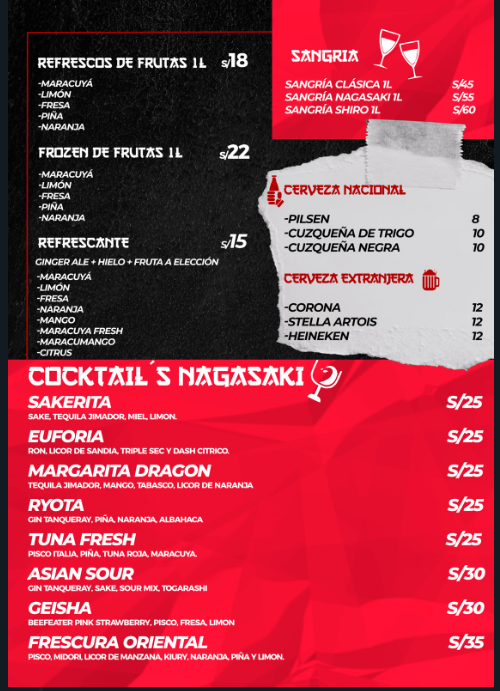 REFRESCOS DE FRUTAS 1L S/18
-MARACUYÁ
-LIMÓN
-FRESA
-PIÑA
-NARANJA
FROZEN DE FRUTAS 1L S/22
-MARACUYÁ
-LIMÓN
-FRESA
-PIÑA
-NARANJA
REFRESCANTE S/15
GINGER ALE + HIELO + FRUTA A ELECCIÓN
-MARACUYÁ
-LIMÓN
-FRESA
-NARANJA
-MANGO
-MARACUYA FRESH
-MARACUMANGO
-CITRUS
SANGRIA
SANGRÍA CLÁSICA 1L S/45
SANGRÍA NAGASAKI 1L S/55
SANGRÍA SHIRO 1L S/60
CERVEZA NACIONAL
-PILSEN 8
-CUZQUEÑA DE TRIGO 10
-CUZQUEÑA NEGRA 10
CERVEZA EXTRANJERA
-CORONA 12
-STELLA ARTOIS 12
-HEINEKEN 12
COCKTAIL´S NAGASAKI
SAKERITA S/25
SAKE, TEQUILA JIMADOR, MIEL, LIMON.
EUFORIA S/25
RON, LICOR DE SANDIA, TRIPLE SEC Y DASH CITRICO.
MARGARITA DRAGON S/25
TEQUILA JIMADOR, MANGO, TABASCO, LICOR DE NARANJA
RYOTA S/25
GIN TANQUERAY, PIÑA, NARANJA, ALBAHACA
TUNA FRESH S/25
PISCO ITALIA, PIÑA, TUNA ROJA, MARACUYA.
ASIAN SOUR S/30
GIN TANQUERAY, SAKE, SOUR MIX, TOGARASHI
GEISHA S/30
BEEFEATER PINK STRAWBERRY, PISCO, FRESA, LIMON
FRESCURA ORIENTAL S/35
PISCO, MIDORI, LICOR DE MANZANA, KIURY, NARANJA, PIÑA Y LIMON.